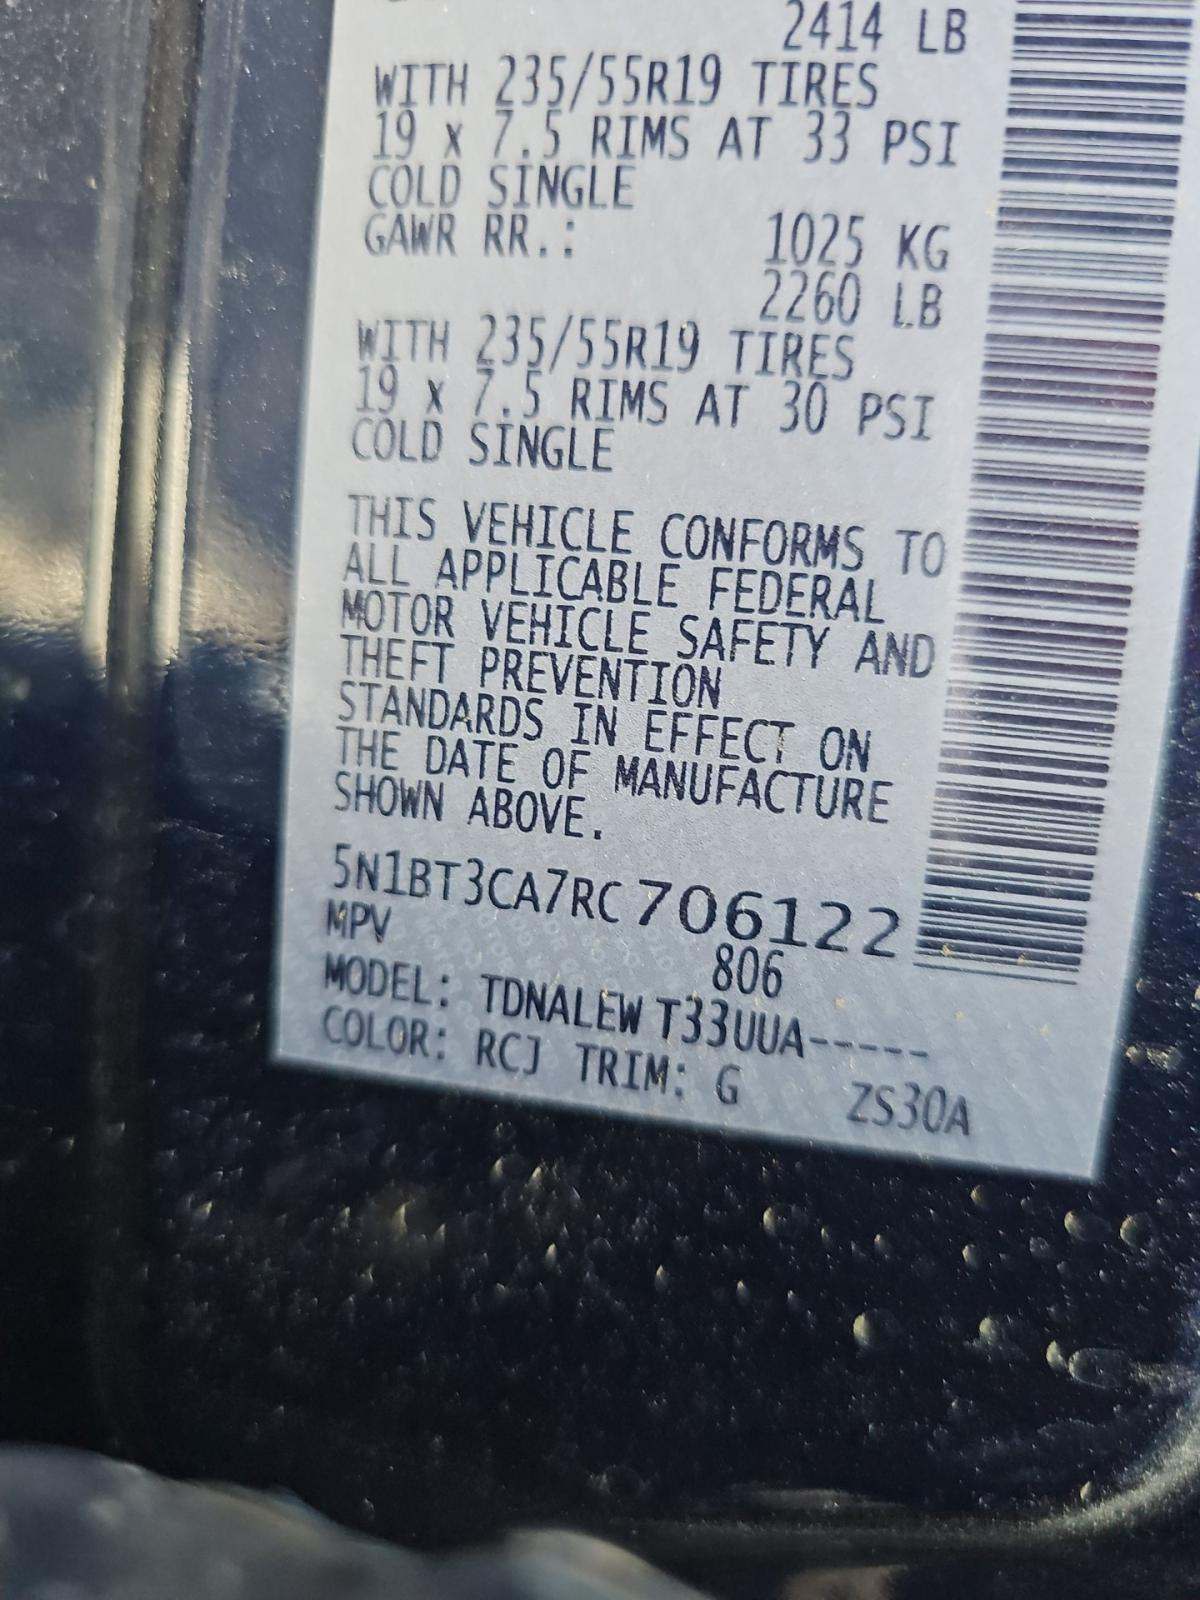 2414 LB
WITH 235/55R19 TIRES
19 x 7.5 RIMS AT 33 PSI
COLD SINGLE
GAWR RR.: 1025 KG
2260 LB
WITH 235/55R19 TIRES
19 x 7.5 RIMS AT 30 PSI
COLD SINGLE
THIS VEHICLE CONFORMS TO
ALL APPLICABLE FEDERAL
MOTOR VEHICLE SAFETY AND
THEFT PREVENTION
STANDARDS IN EFFECT ON
THE DATE OF MANUFACTURE
SHOWN ABOVE.
5N1BT3CA7RC706122
MPV 806
MODEL: TDNALEW T33UUA-----
COLOR: RCJ TRIM: G ZS30A